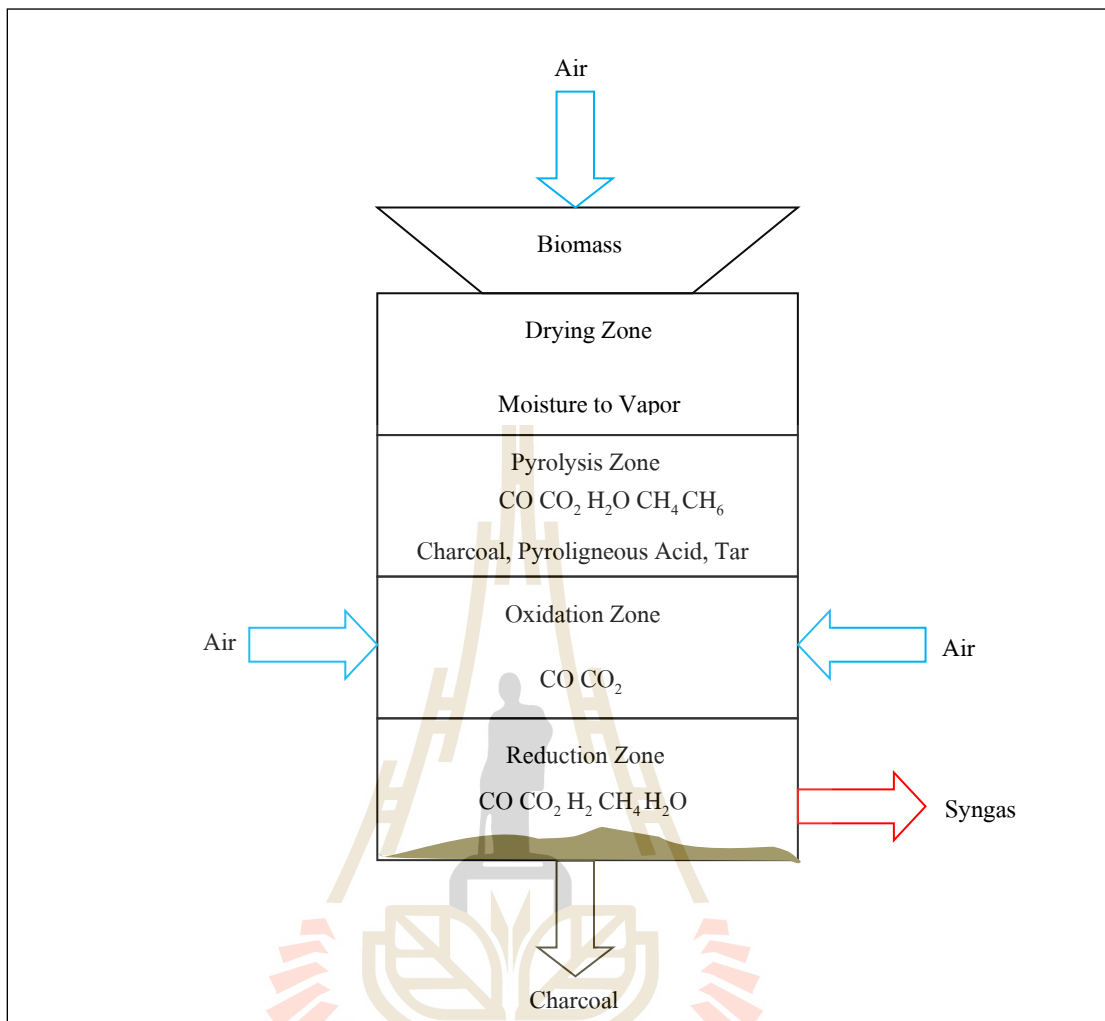 Air
Biomass
Drying Zone
Moisture to Vapor
Pyrolysis Zone
CO CO₂ H₂O CH₄ CH₆
Charcoal, Pyroligneous Acid, Tar
Oxidation Zone
Air
Air
CO CO₂
Reduction Zone
CO CO₂ H₂ CH₄ H₂O
Syngas
Charcoal